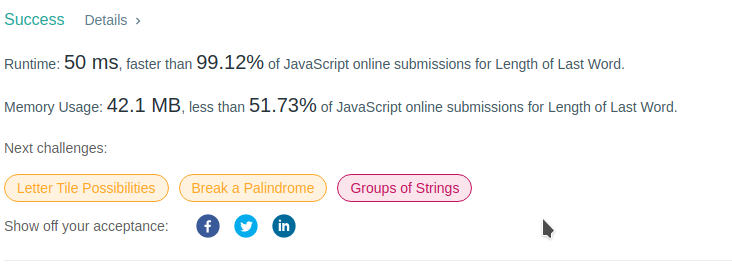 Success Details ›
Runtime: 50 ms, faster than 99.12% of JavaScript online submissions for Length of Last Word.
Memory Usage: 42.1 MB, less than 51.73% of JavaScript online submissions for Length of Last Word.
Next challenges:
Letter Tile Possibilities Break a Palindrome Groups of Strings
Show off your acceptance: f in